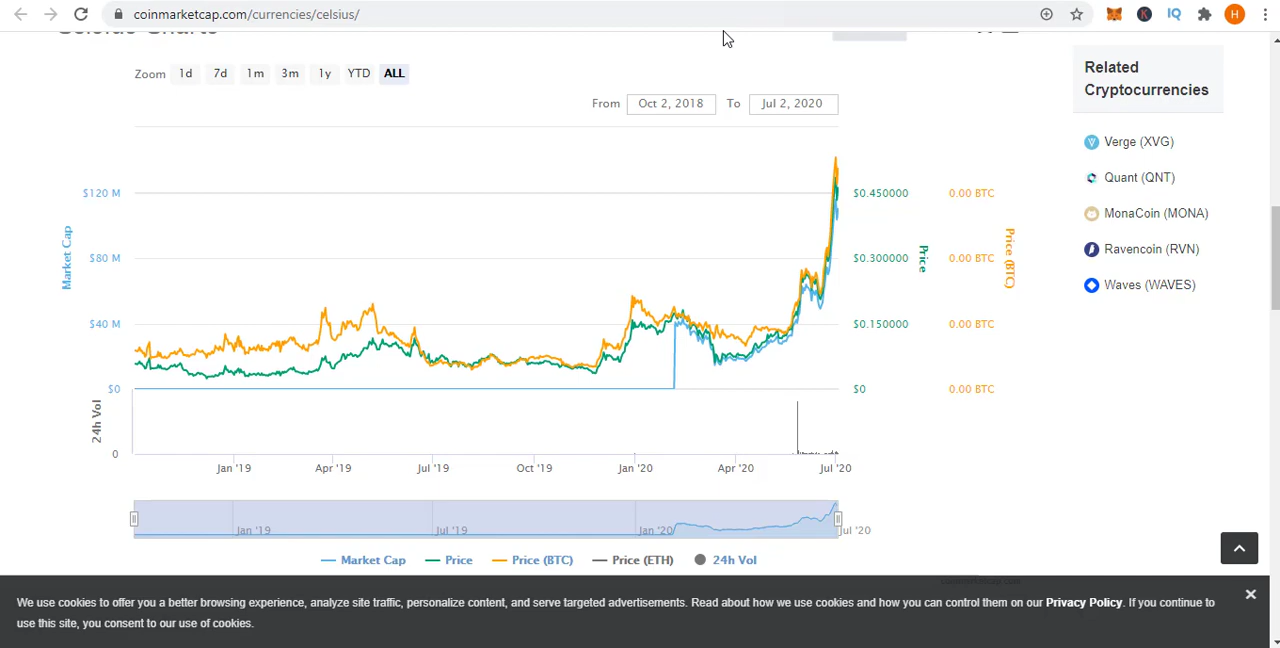 coinmarketcap.com/currencies/celsius/
K
IQ
H
Celsius Charts
Zoom 1d 7d 1m 3m 1y YTD ALL
From Oct 2, 2018 To Jul 2, 2020
$120 M
$80 M
$40 M
$0
Market Cap
$0.450000
$0.300000
$0.150000
$0
Price
0.00 BTC
0.00 BTC
0.00 BTC
0.00 BTC
Price (BTC)
24h Vol
0
Jan '19 Apr '19 Jul '19 Oct '19 Jan '20 Apr '20 Jul '20
Jan '19 Jul '19 Jan '20 Jul '20
Market Cap Price Price (BTC) Price (ETH) 24h Vol
Related
Cryptocurrencies
Verge (XVG)
Quant (QNT)
MonaCoin (MONA)
Ravencoin (RVN)
Waves (WAVES)
We use cookies to offer you a better browsing experience, analyze site traffic, personalize content, and serve targeted advertisements. Read about how we use cookies and how you can control them on our Privacy Policy. If you continue to
use this site, you consent to our use of cookies.